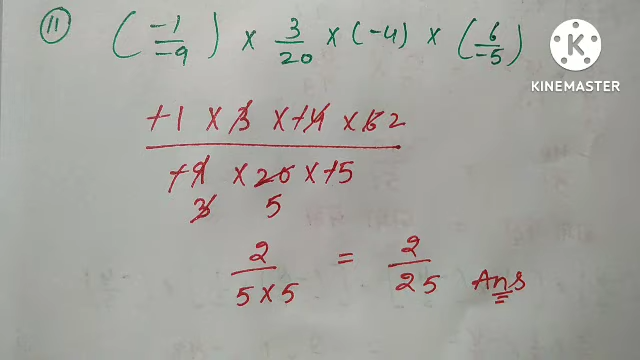 11 (-1/-9) × 3/20 × (-4) × (6/-5)
K
KINEMASTER
+1 × 3 × +4 × 6 2
+9 × 20 × +5
3 5
2/5×5 = 2/25 Ans